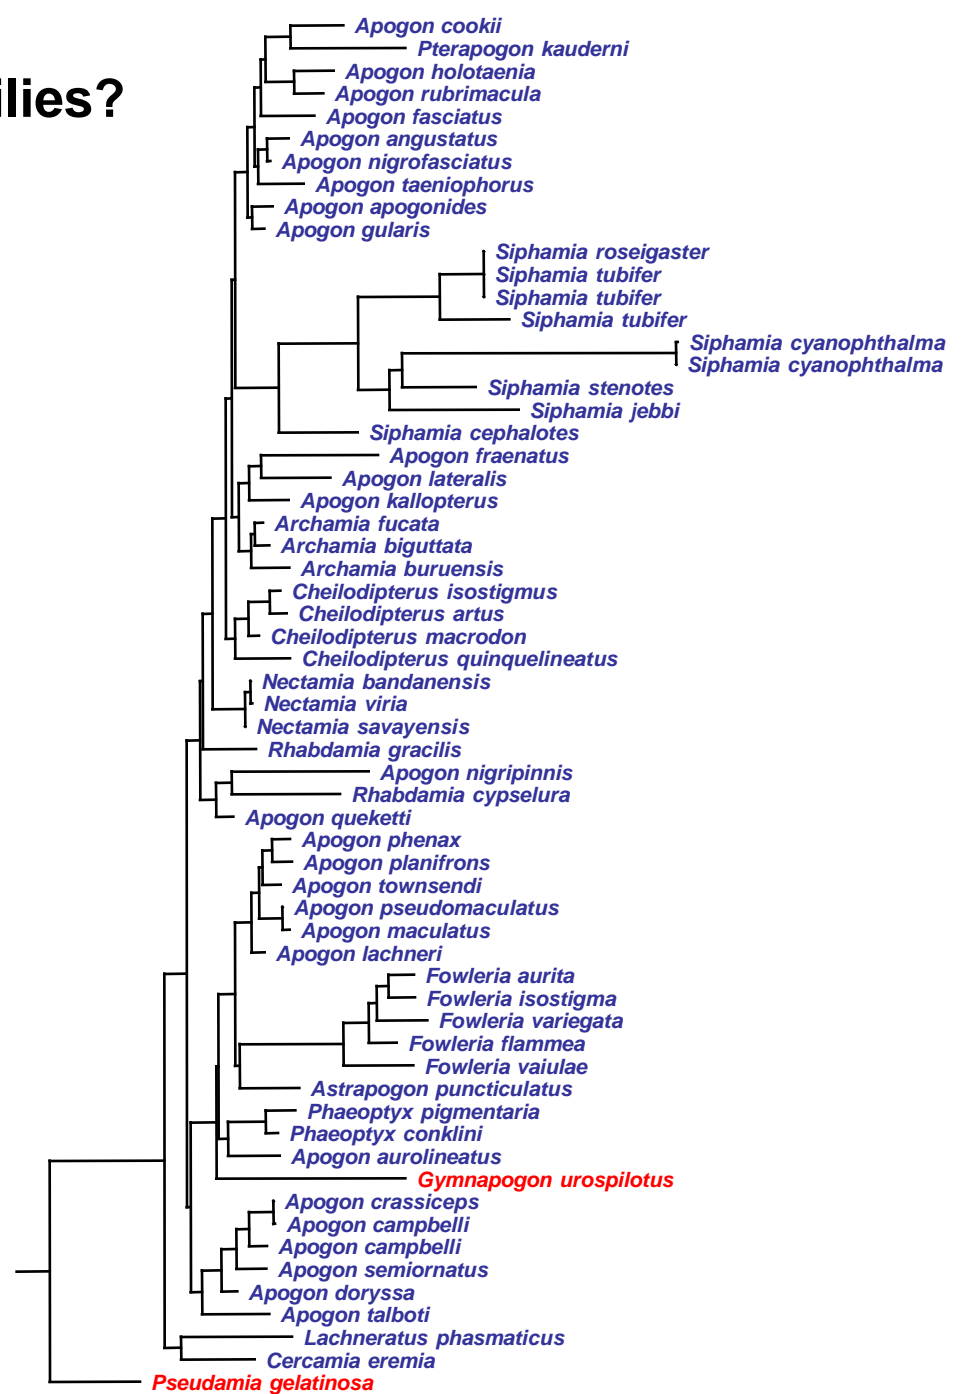 ilies?
Apogon cookii
Pterapogon kauderni
Apogon holotaenia
Apogon rubrimacula
Apogon fasciatus
Apogon angustatus
Apogon nigrofasciatus
Apogon taeniophorus
Apogon apogonides
Apogon gularis
Siphamia roseigaster
Siphamia tubifer
Siphamia tubifer
Siphamia tubifer
Siphamia cyanophthalma
Siphamia cyanophthalma
Siphamia stenotes
Siphamia jebbi
Siphamia cephalotes
Apogon fraenatus
Apogon lateralis
Apogon kallopterus
Archamia fucata
Archamia biguttata
Archamia buruensis
Cheilodipterus isostigmus
Cheilodipterus artus
Cheilodipterus macrodon
Cheilodipterus quinquelineatus
Nectamia bandanensis
Nectamia viria
Nectamia savayensis
Rhabdamia gracilis
Apogon nigripinnis
Rhabdamia cypselura
Apogon queketti
Apogon phenax
Apogon planifrons
Apogon townsendi
Apogon pseudomaculatus
Apogon maculatus
Apogon lachneri
Fowleria aurita
Fowleria isostigma
Fowleria variegata
Fowleria flammea
Fowleria vaiulae
Astrapogon puncticulatus
Phaeoptyx pigmentaria
Phaeoptyx conklini
Apogon aurolineatus
Gymnapogon urospilotus
Apogon crassiceps
Apogon campbelli
Apogon campbelli
Apogon semiornatus
Apogon doryssa
Apogon talboti
Lachneratus phasmaticus
Cercamia eremia
Pseudamia gelatinosa